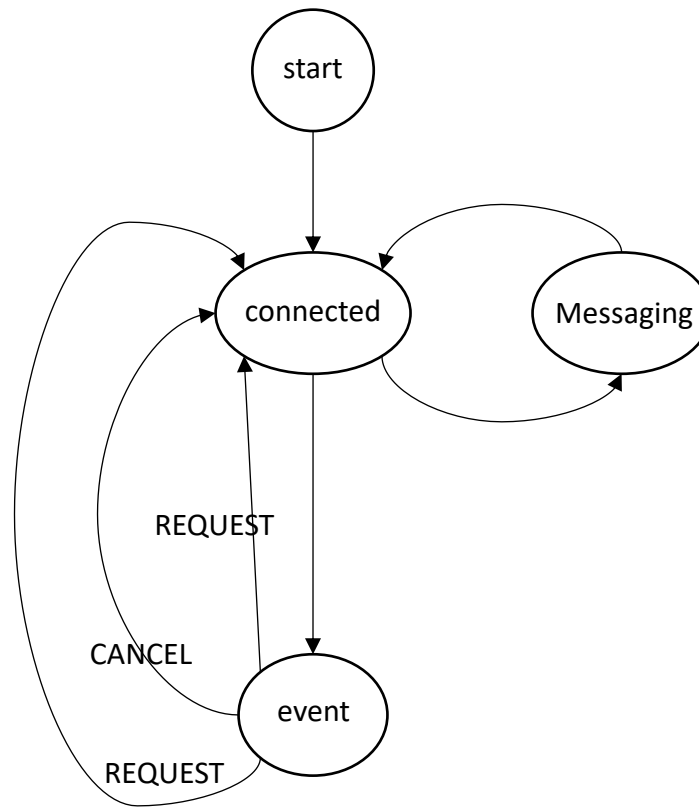 start
connected
Messaging
REQUEST
CANCEL
event
REQUEST